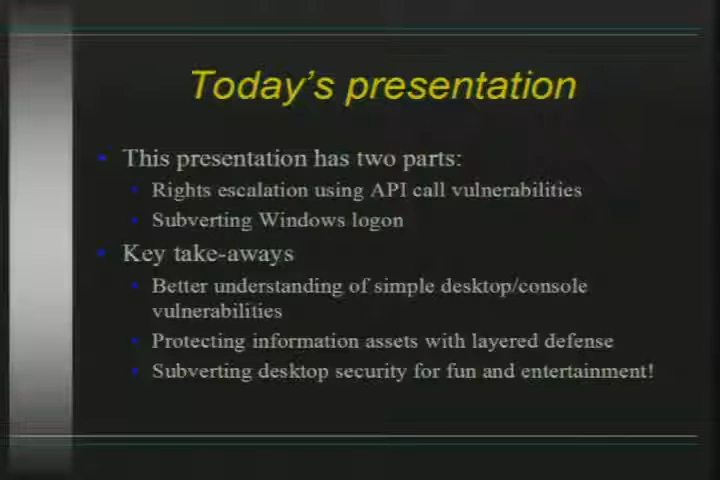 Today's presentation
• This presentation has two parts:
• Rights escalation using API call vulnerabilities
• Subverting Windows logon
• Key take-aways
• Better understanding of simple desktop/console
vulnerabilities
• Protecting information assets with layered defense
• Subverting desktop security for fun and entertainment!